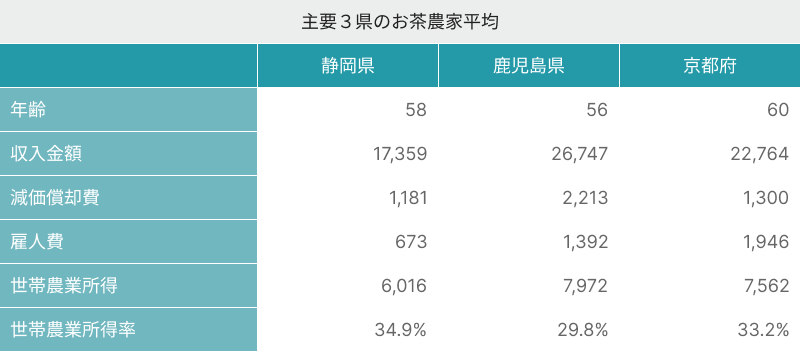 主要３県のお茶農家平均
静岡県 鹿児島県 京都府
年齢 58 56 60
収入金額 17,359 26,747 22,764
減価償却費 1,181 2,213 1,300
雇人費 673 1,392 1,946
世帯農業所得 6,016 7,972 7,562
世帯農業所得率 34.9% 29.8% 33.2%